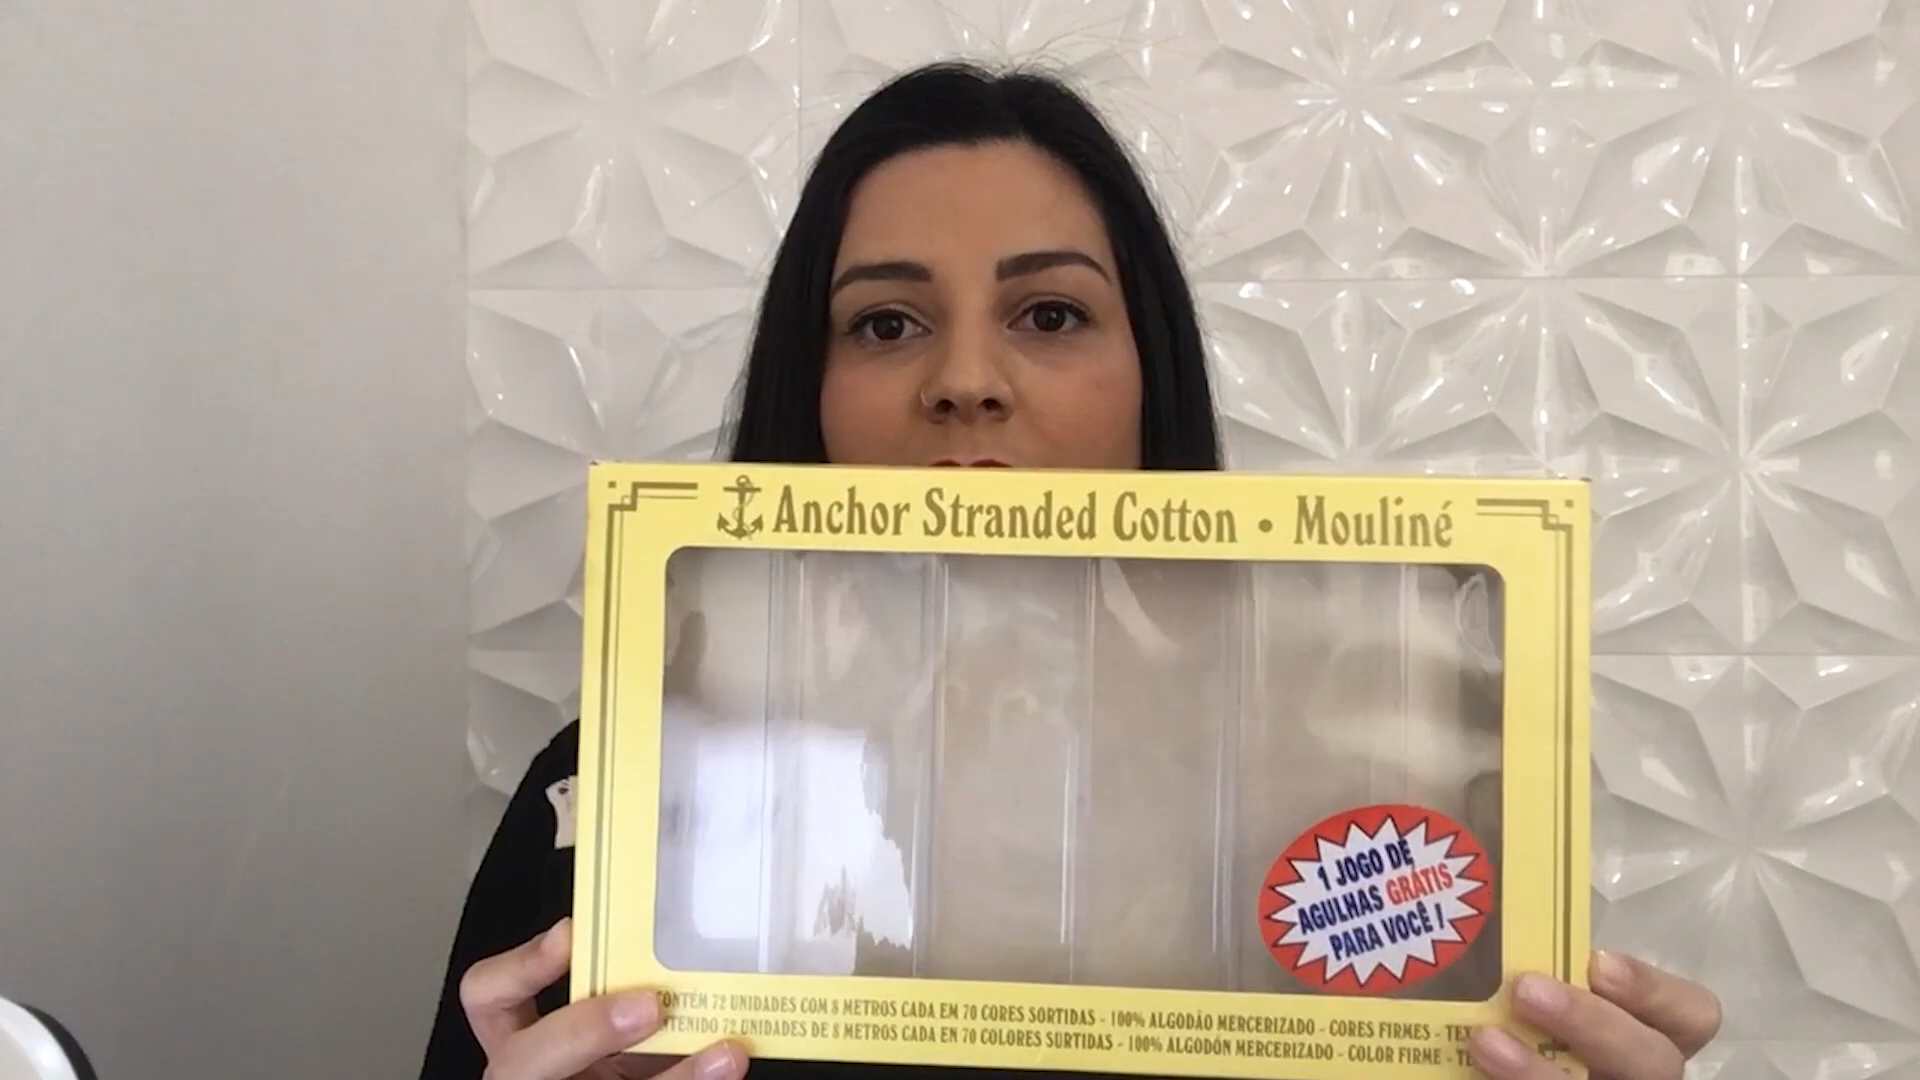 Anchor Stranded Cotton • Mouliné
1 JOGO DE
AGULHAS GRÁTIS
PARA VOCÊ !
CONTÉM 72 UNIDADES COM 8 METROS CADA EM 70 CORES SORTIDAS - 100% ALGODÃO MERCERIZADO - CORES FIRMES -
72 UNIDADES DE 8 METROS CADA EN 70 COLORES SURTIDAS - 100% ALGODÓN MERCERIZADO - COLOR FIRME -